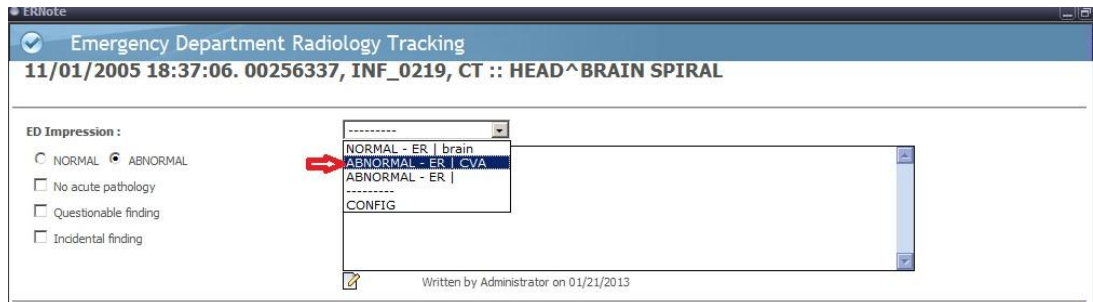 ERNote
Emergency Department Radiology Tracking
11/01/2005 18:37:06. 00256337, INF_0219, CT :: HEAD^BRAIN SPIRAL
ED Impression :
---------
NORMAL ABNORMAL
NORMAL - ER | brain
ABNORMAL - ER | CVA
ABNORMAL - ER |
---------
CONFIG
No acute pathology
Questionable finding
Incidental finding
Written by Administrator on 01/21/2013